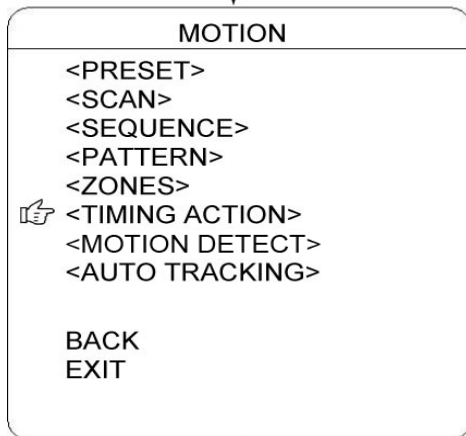 MOTION
<PRESET>
<SCAN>
<SEQUENCE>
<PATTERN>
<ZONES>
<TIMING ACTION>
<MOTION DETECT>
<AUTO TRACKING>
BACK
EXIT